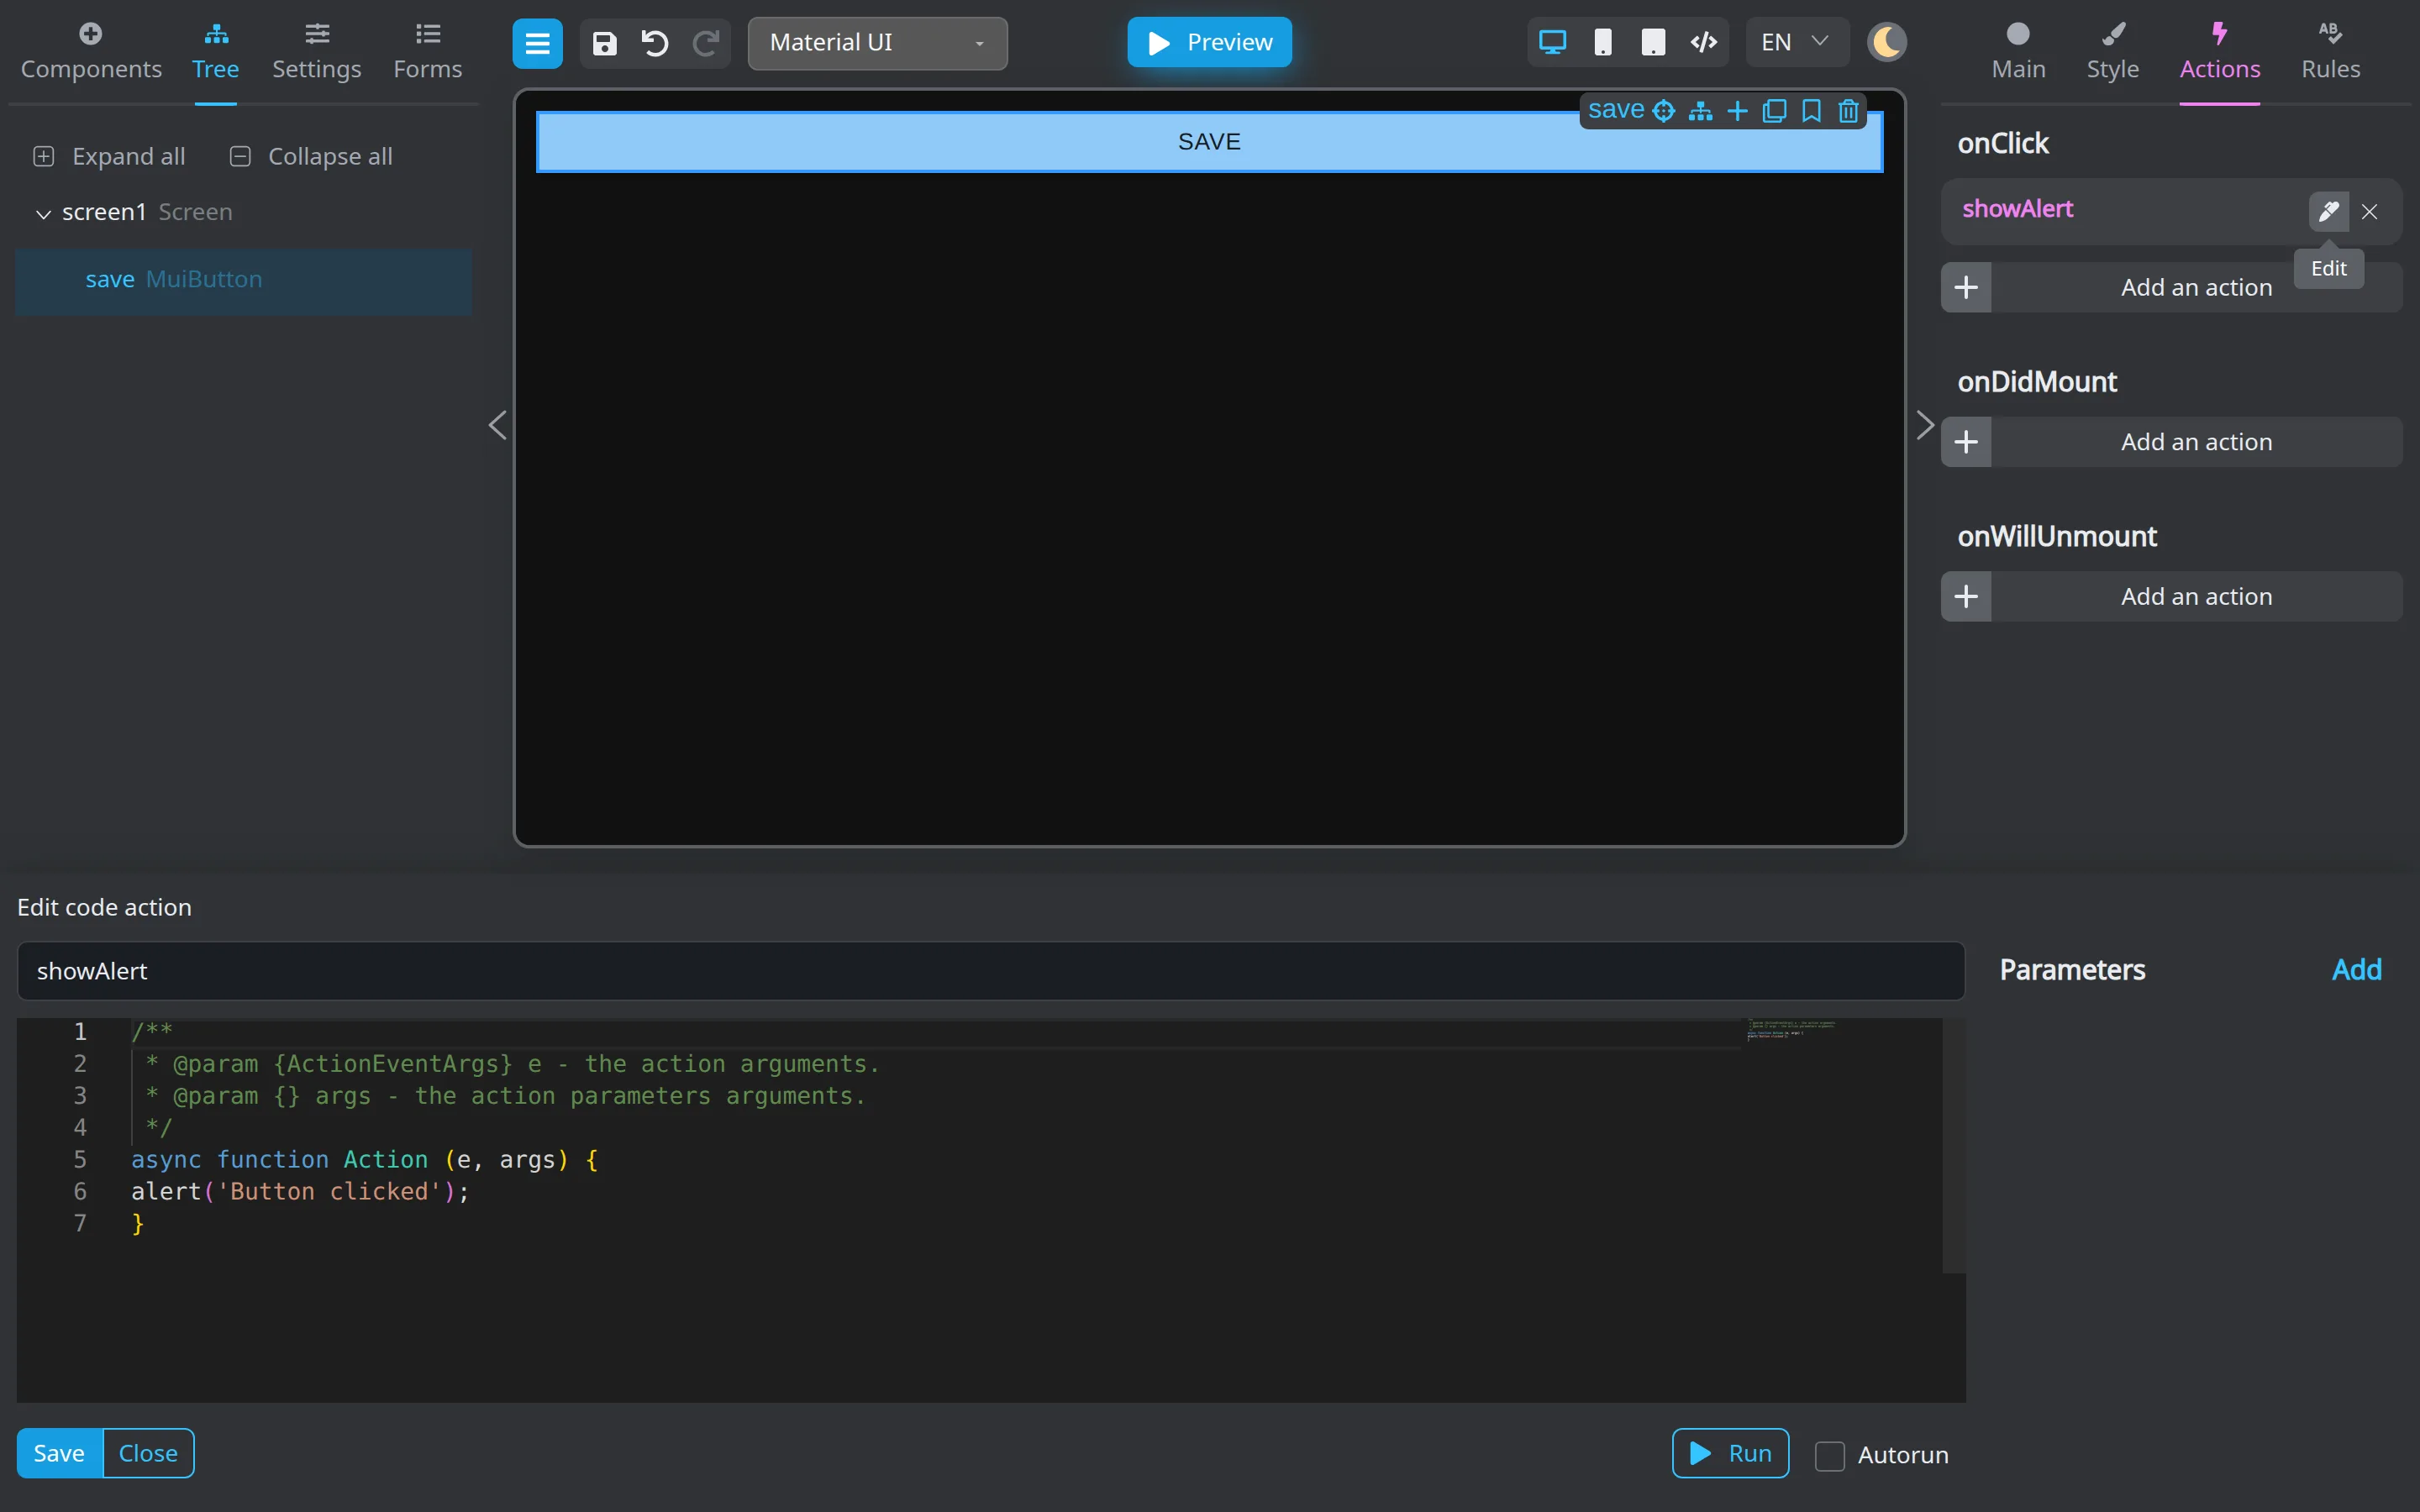 Components Tree Settings Forms
Material UI
Preview
EN
Main Style Actions Rules
Expand all Collapse all
screen1 Screen
save MuiButton
save
SAVE
onClick
showAlert
Edit
Add an action
onDidMount
Add an action
onWillUnmount
Add an action
Edit code action
showAlert
Parameters Add
1 /**
2 * @param {ActionEventArgs} e - the action arguments.
3 * @param {} args - the action parameters arguments.
4 */
5 async function Action (e, args) {
6 alert('Button clicked');
7 }
Save Close
Run Autorun